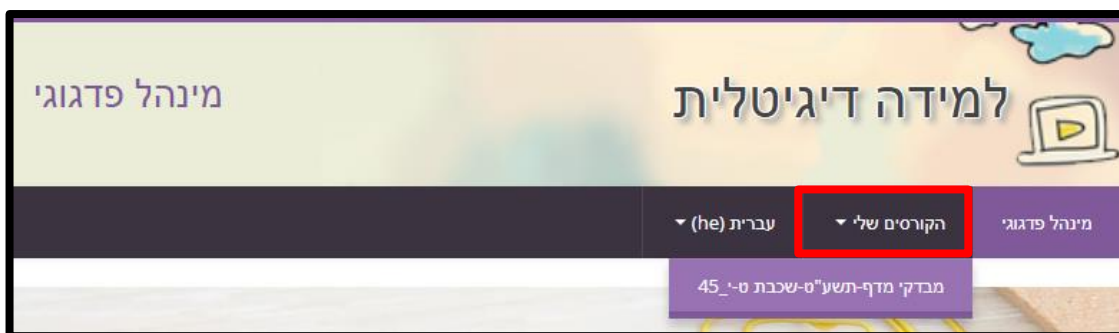 למידה דיגיטלית
מינהל פדגוגי
מינהל פדגוגי
הקורסים שלי
עברית (he)
מבדקי מדף-תשע"ט-שכבת ט-י_45